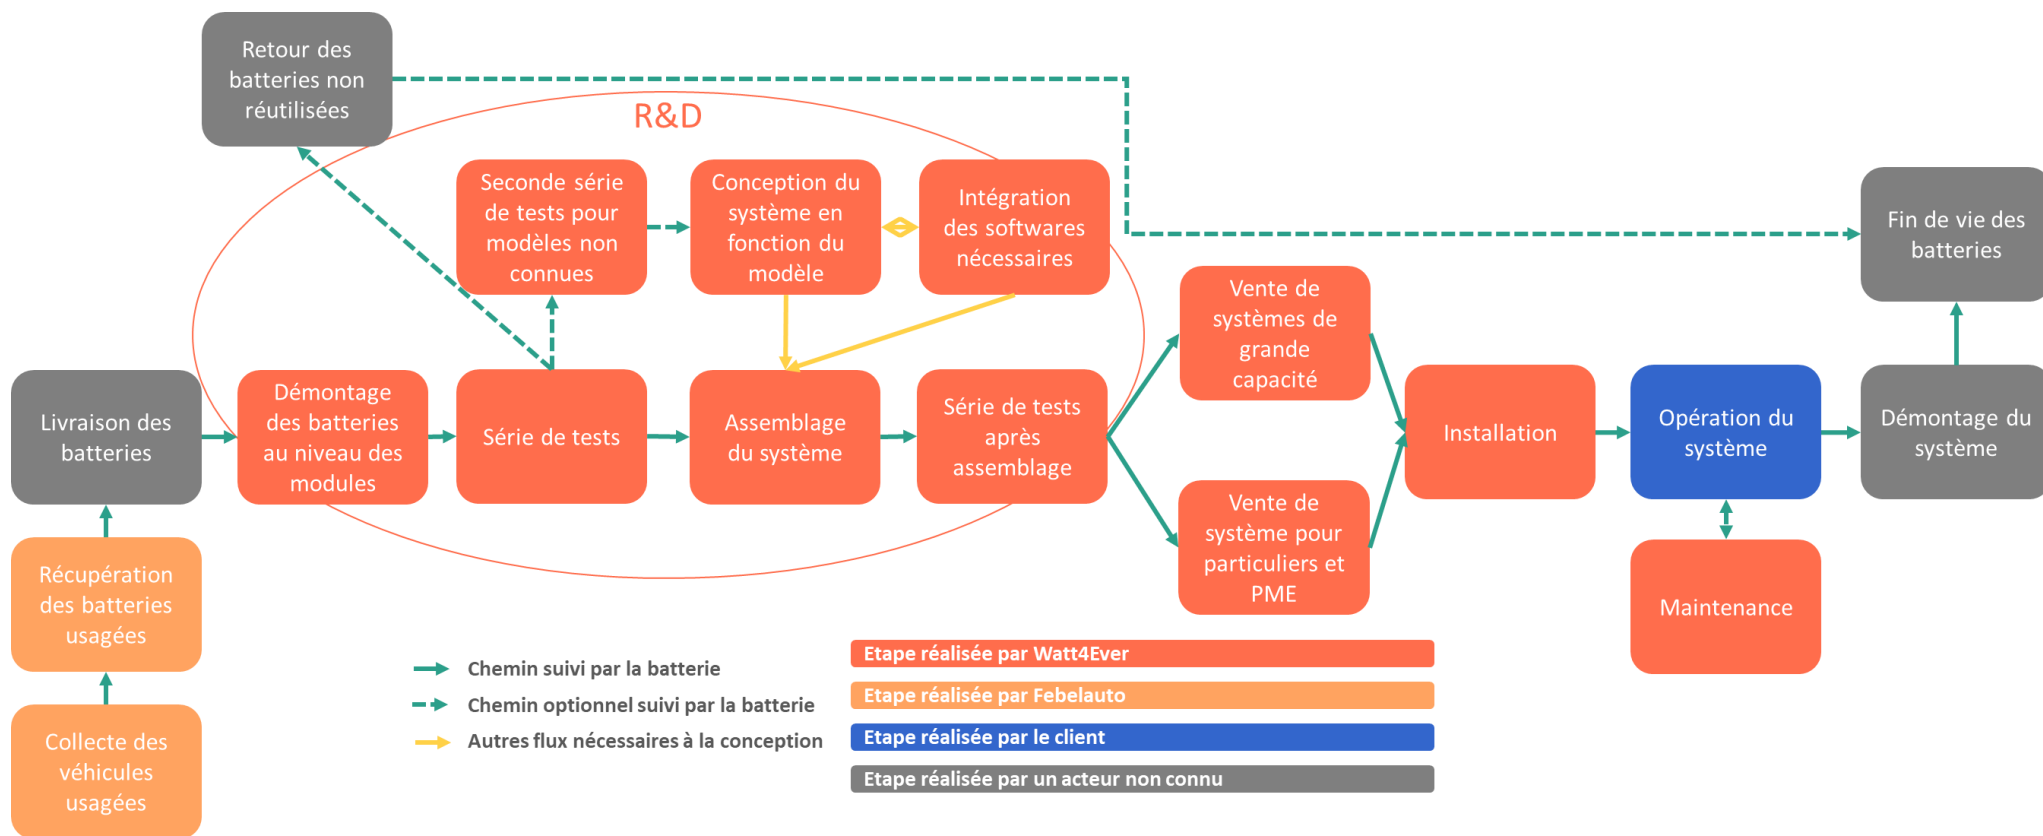 Retour des
batteries non
réutilisées
R&D
Seconde série
de tests pour
modèles non
connues
Conception du
système en
fonction du
modèle
Intégration
des softwares
nécessaires
Fin de vie des
batteries
Vente de
systèmes de
grande
capacité
Livraison des
batteries
Démontage
des batteries
au niveau des
modules
Série de tests
Assemblage
du système
Série de tests
après
assemblage
Installation
Opération du
système
Démontage du
système
Vente de
système pour
particuliers et
PME
Récupération
des batteries
usagées
Maintenance
Collecte des
véhicules
usagées
Chemin suivi par la batterie
Chemin optionnel suivi par la batterie
Autres flux nécessaires à la conception
Etape réalisée par Watt4Ever
Etape réalisée par Febelauto
Etape réalisée par le client
Etape réalisée par un acteur non connu